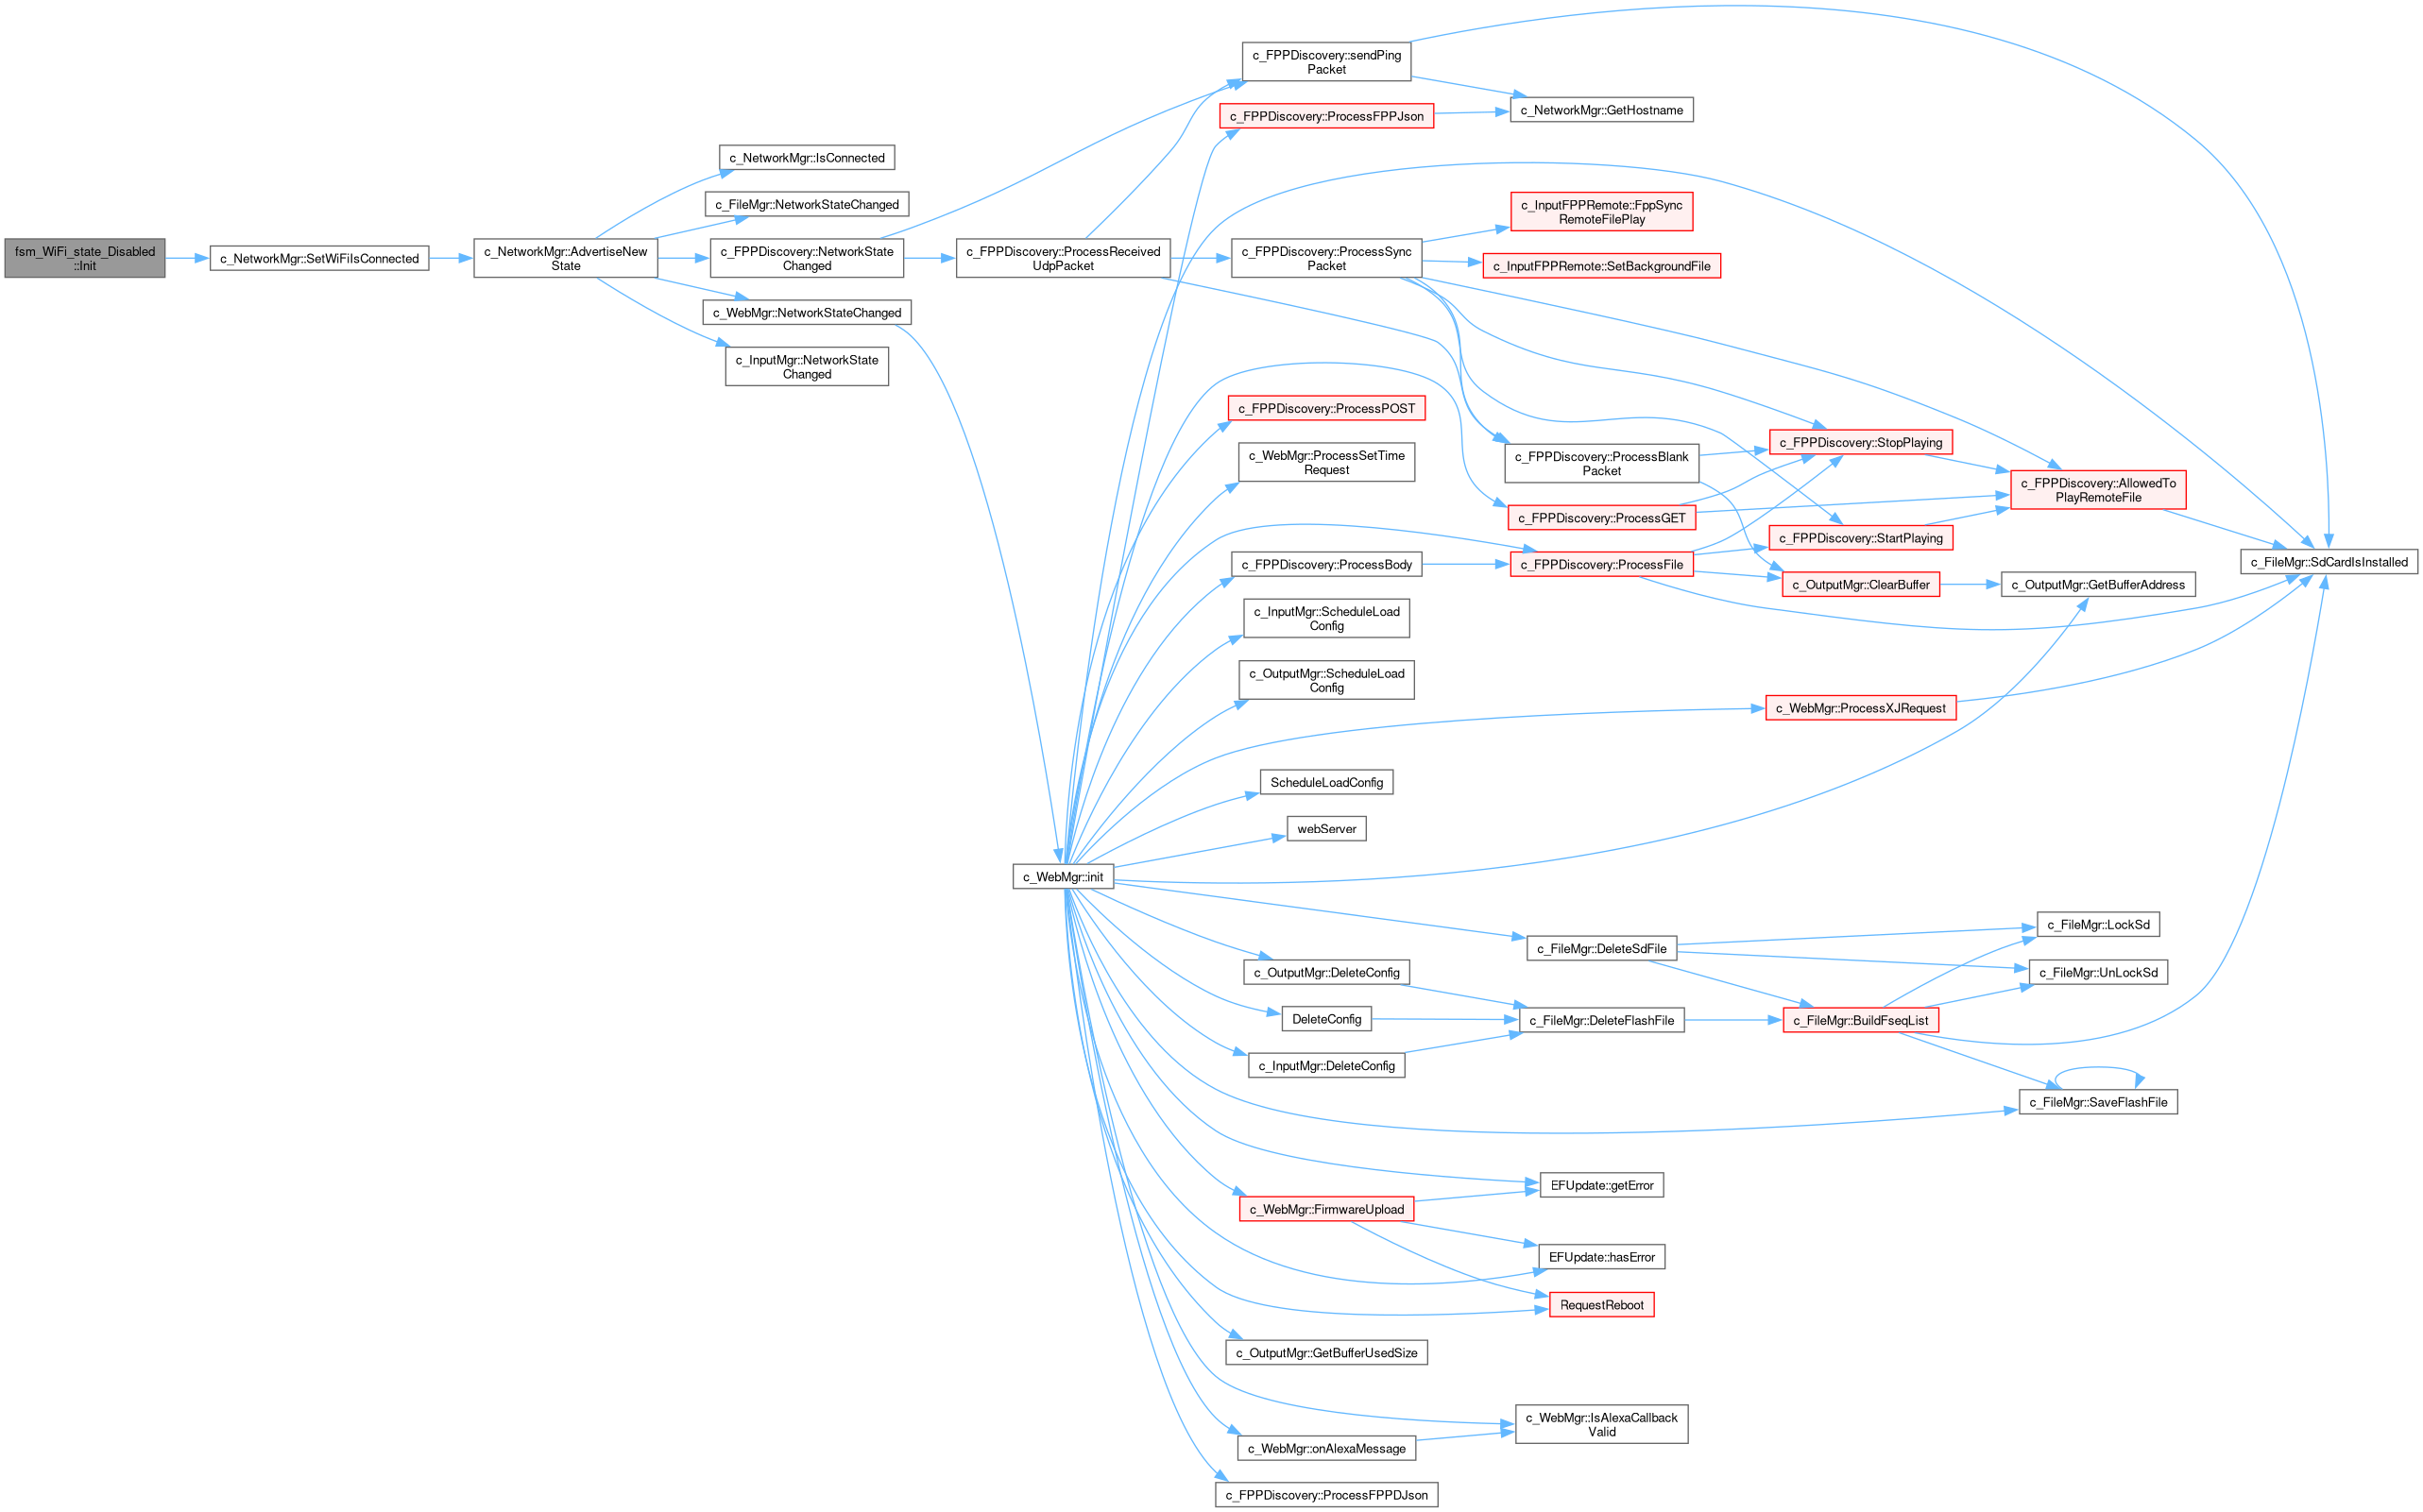 fsm_WiFi_state_Disabled
::Init
c_NetworkMgr::SetWiFiIsConnected
c_NetworkMgr::AdvertiseNew
State
c_NetworkMgr::IsConnected
c_FileMgr::NetworkStateChanged
c_FPPDiscovery::NetworkState
Changed
c_WebMgr::NetworkStateChanged
c_InputMgr::NetworkState
Changed
c_FPPDiscovery::ProcessReceived
UdpPacket
c_WebMgr::init
c_FPPDiscovery::sendPing
Packet
c_FPPDiscovery::ProcessFPPJson
c_FPPDiscovery::ProcessSync
Packet
c_FPPDiscovery::ProcessPOST
c_WebMgr::ProcessSetTime
Request
c_FPPDiscovery::ProcessBody
c_InputMgr::ScheduleLoad
Config
c_OutputMgr::ScheduleLoad
Config
ScheduleLoadConfig
webServer
c_OutputMgr::DeleteConfig
DeleteConfig
c_InputMgr::DeleteConfig
c_WebMgr::FirmwareUpload
c_OutputMgr::GetBufferUsedSize
c_WebMgr::onAlexaMessage
c_FPPDiscovery::ProcessFPPDJson
c_NetworkMgr::GetHostname
c_InputFPPRemote::FppSync
RemoteFilePlay
c_InputFPPRemote::SetBackgroundFile
c_FPPDiscovery::ProcessBlank
Packet
c_FPPDiscovery::ProcessGET
c_FPPDiscovery::ProcessFile
c_FileMgr::DeleteSdFile
c_FileMgr::DeleteFlashFile
EFUpdate::getError
EFUpdate::hasError
RequestReboot
c_WebMgr::IsAlexaCallback
Valid
c_FPPDiscovery::StopPlaying
c_FPPDiscovery::StartPlaying
c_OutputMgr::ClearBuffer
c_WebMgr::ProcessXJRequest
c_FileMgr::BuildFseqList
c_FPPDiscovery::AllowedTo
PlayRemoteFile
c_OutputMgr::GetBufferAddress
c_FileMgr::LockSd
c_FileMgr::UnLockSd
c_FileMgr::SaveFlashFile
c_FileMgr::SdCardIsInstalled